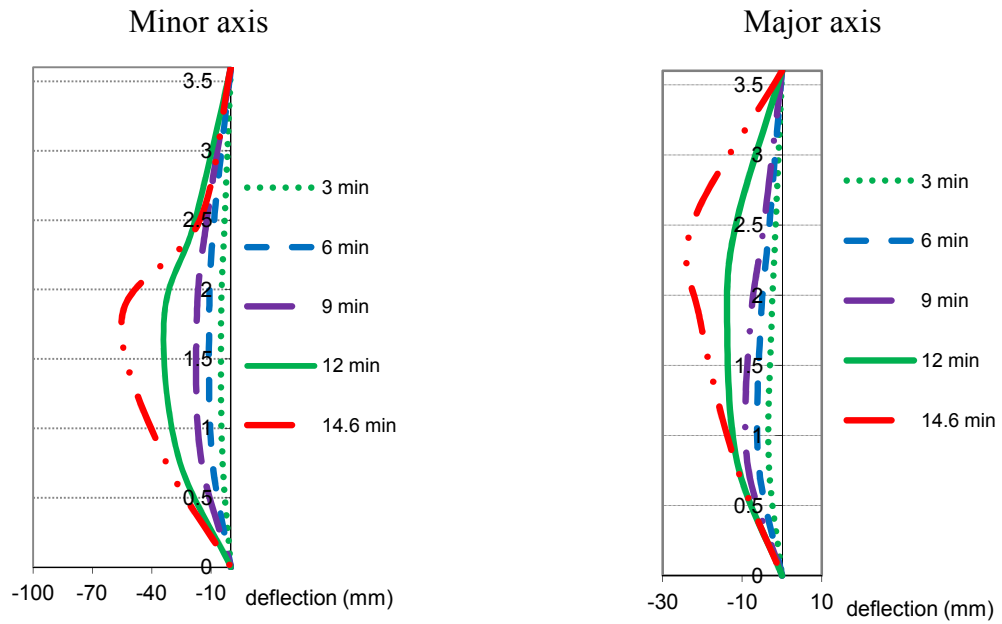 Minor axis
3.5
3
2.5
2
1.5
1
0.5
0
-100
-70
-40
-10
deflection (mm)
3 min
6 min
9 min
12 min
14.6 min
Major axis
3.5
3
2.5
2
1.5
1
0.5
0
-30
-10
10
deflection (mm)
3 min
6 min
9 min
12 min
14.6 min